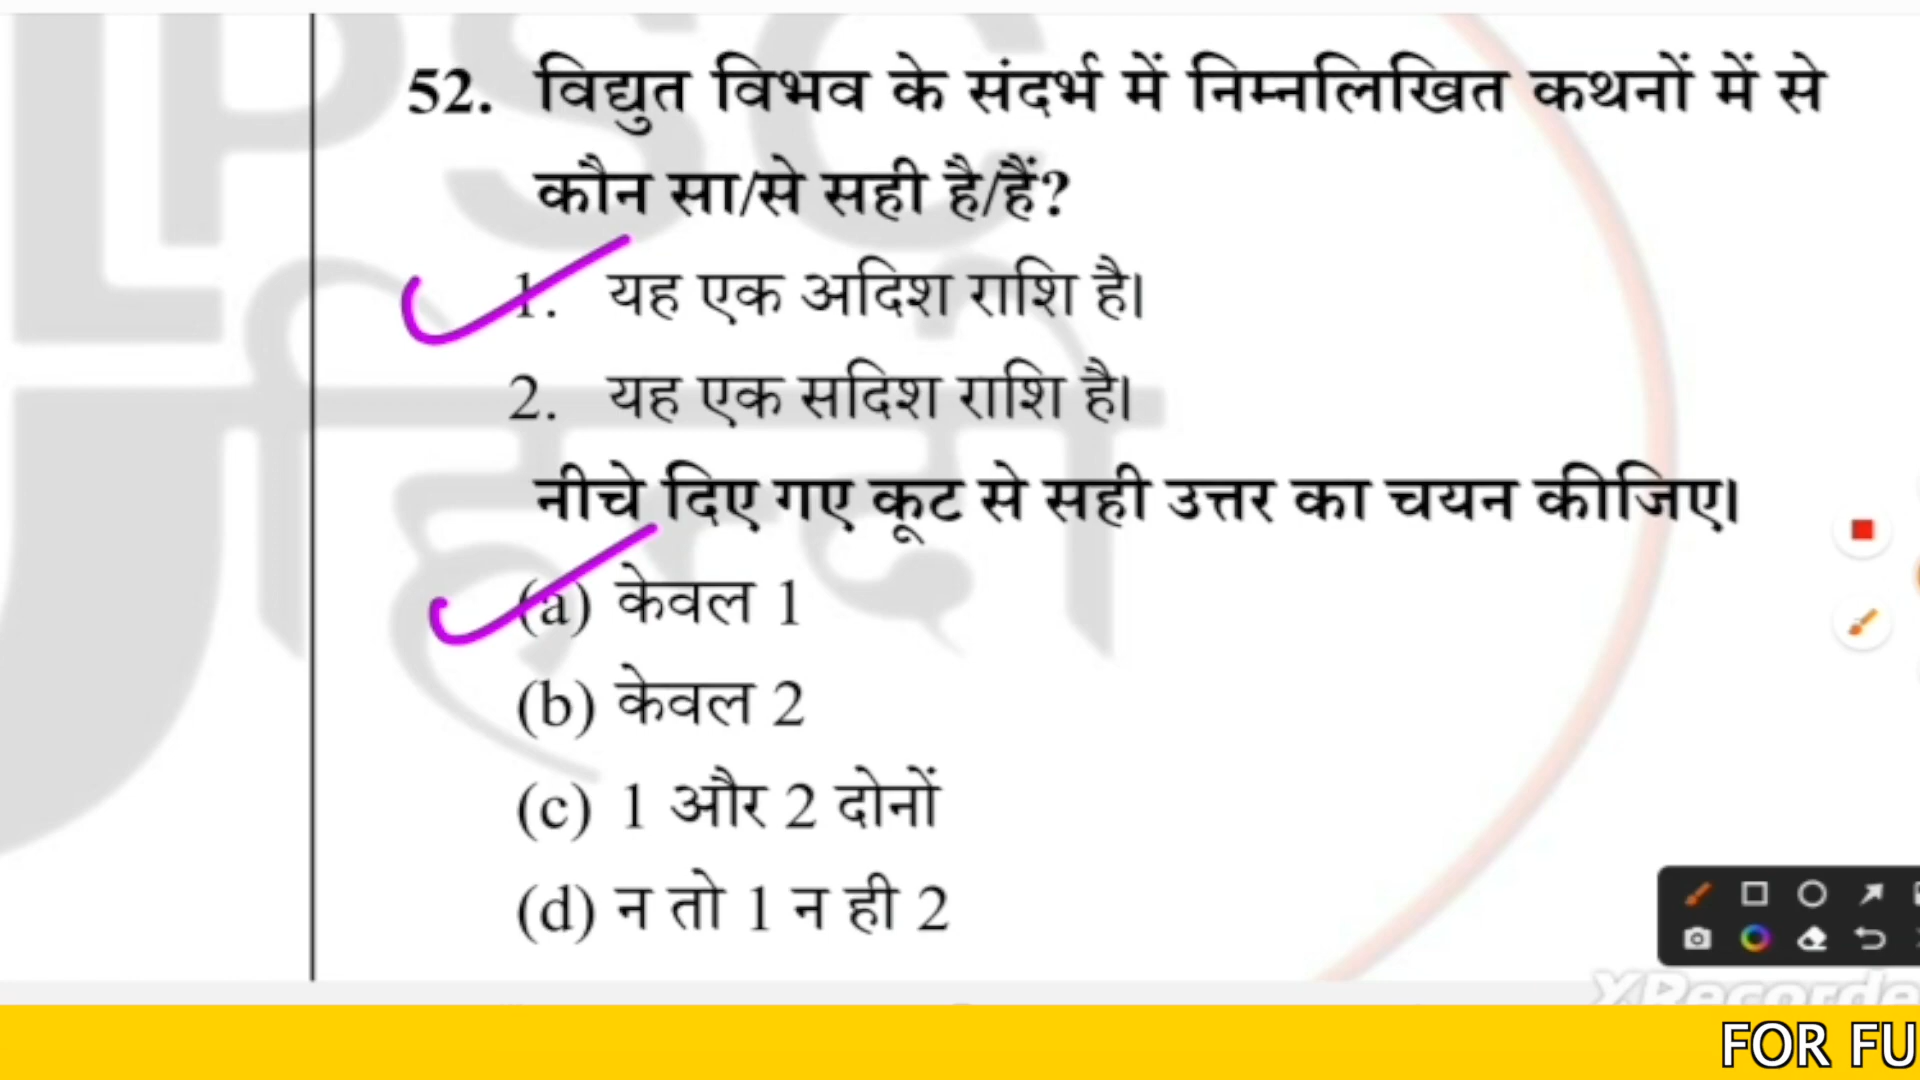 52. विद्युत विभव के संदर्भ में निम्नलिखित कथनों में से
कौन सा/से सही है/हैं?
1. यह एक अदिश राशि है।
2. यह एक सदिश राशि है।
नीचे दिए गए कूट से सही उत्तर का चयन कीजिए।
(a) केवल 1
(b) केवल 2
(c) 1 और 2 दोनों
(d) न तो 1 न ही 2
FOR FU